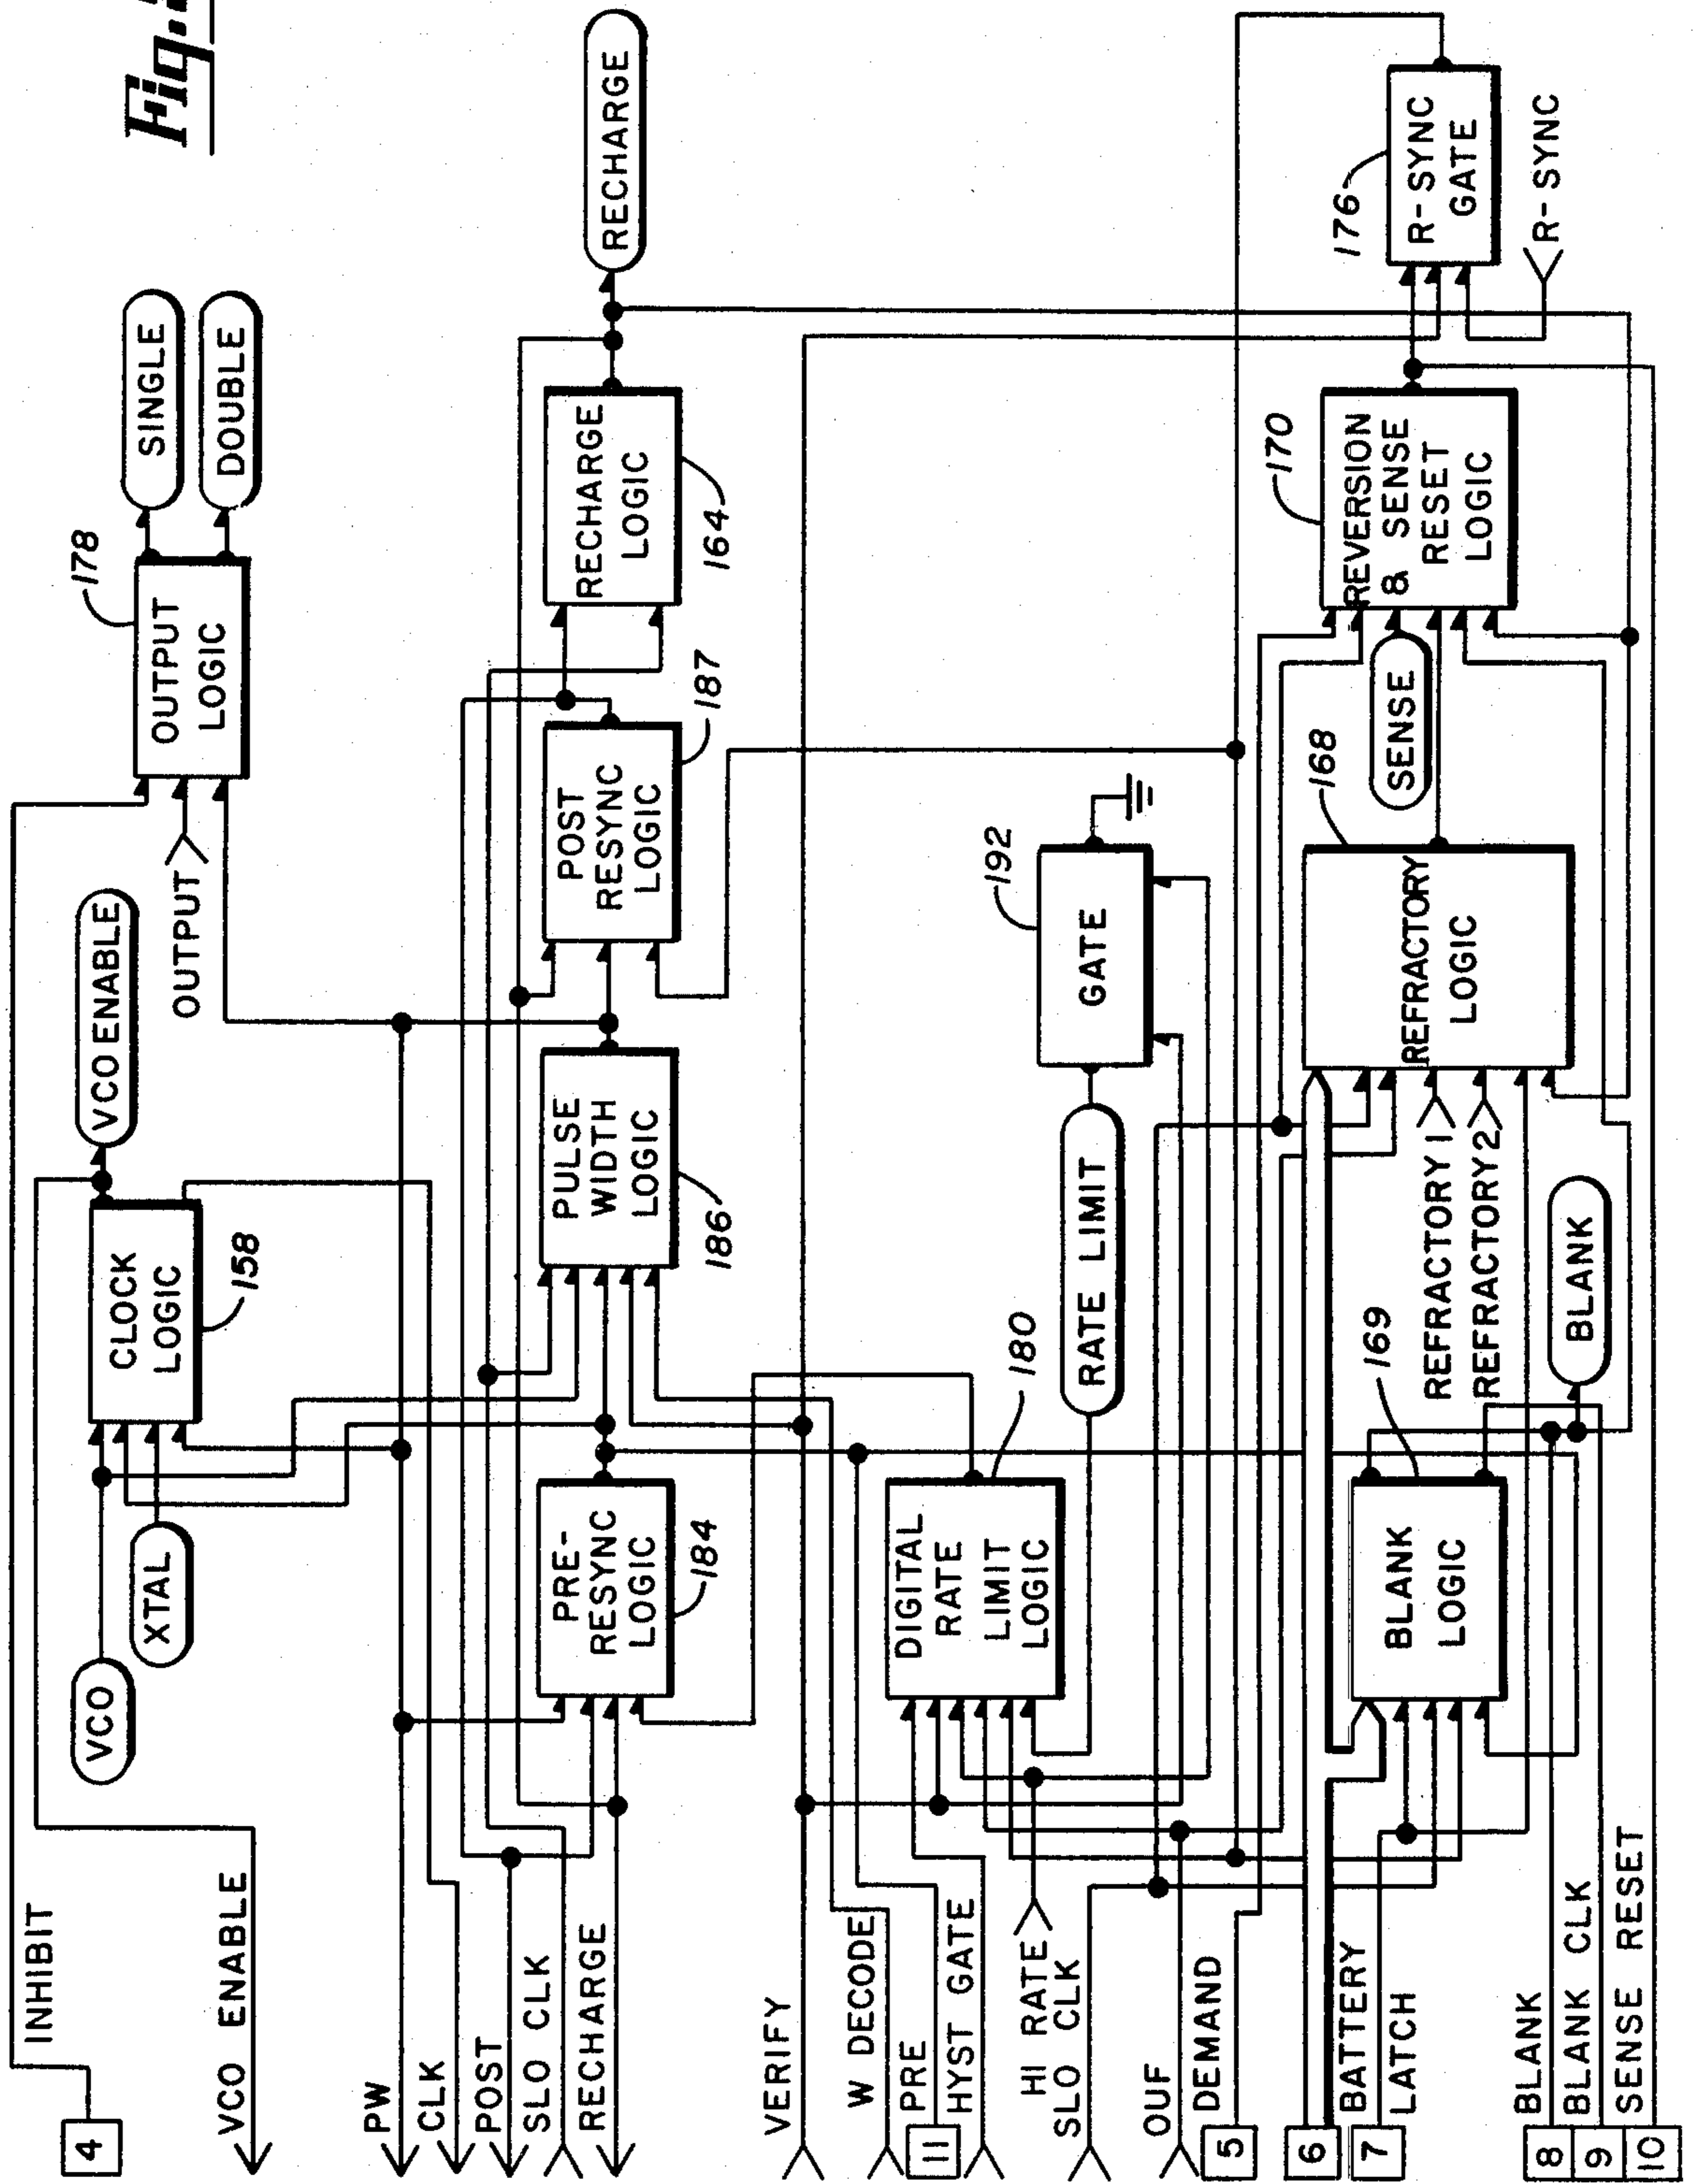 Fig.
4
INHIBIT
VCO ENABLE
VCO
XTAL
CLOCK
LOGIC
158
VCO ENABLE
OUTPUT
OUTPUT
LOGIC
178
SINGLE
DOUBLE
PW
CLK
POST
SLO CLK
RECHARGE
PRE-
RESYNC
LOGIC
184
PULSE
WIDTH
LOGIC
186
POST
RESYNC
LOGIC
187
RECHARGE
LOGIC
164
RECHARGE
VERIFY
W DECODE
11
PRE
HYST GATE
HI RATE
SLO CLK
OUF
5
DEMAND
DIGITAL
RATE
LIMIT
LOGIC
180
RATE LIMIT
GATE
192
6
7
BATTERY
LATCH
BLANK
LOGIC
169
REFRACTORY 1
REFRACTORY 2
BLANK
REFRACTORY
LOGIC
168
SENSE
REVERSION
& SENSE
RESET
LOGIC
170
R-SYNC
GATE
176
R-SYNC
8
BLANK
9
BLANK CLK
10
SENSE RESET